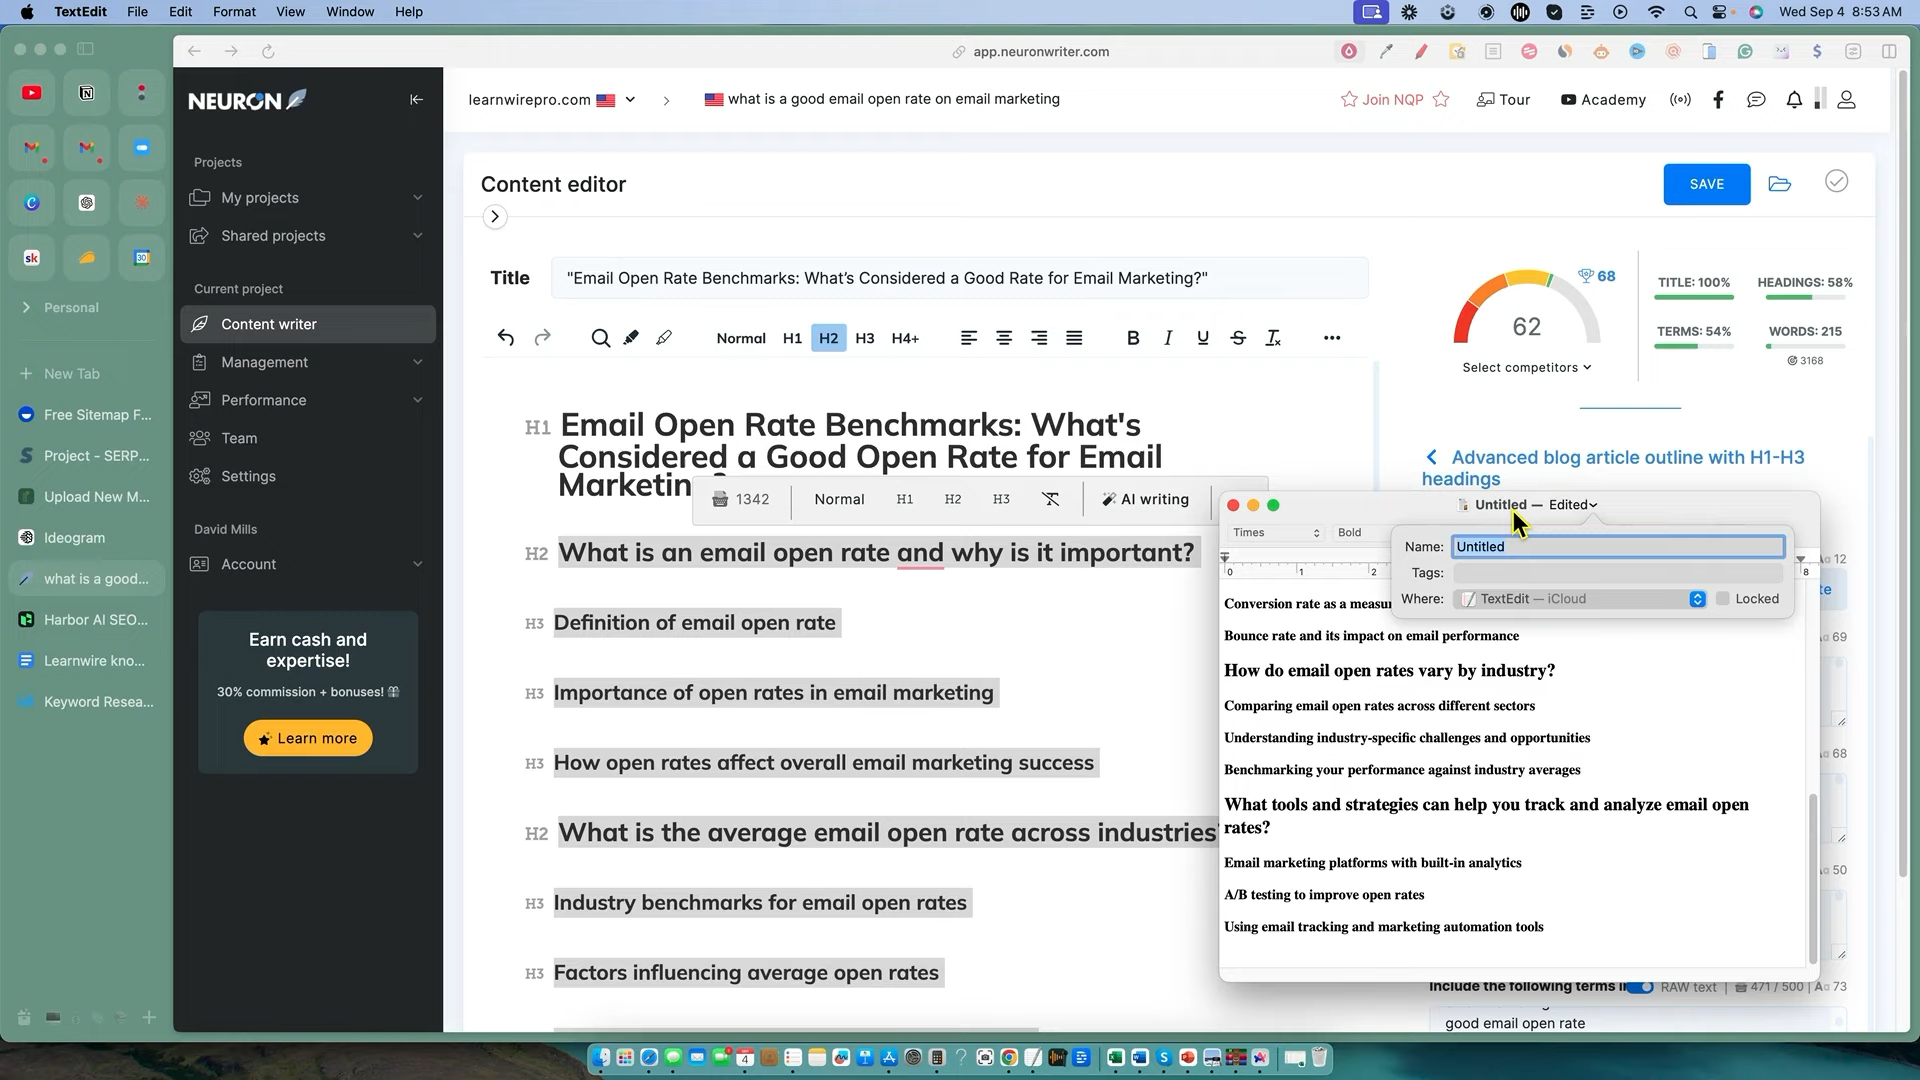 TextEdit File Edit Format View Window Help
Wed Sep 4 8:53 AM
app.neuronwriter.com
Personal
New Tab
Free Sitemap F...
Project - SERP...
Upload New M...
Ideogram
what is a good...
Harbor AI SEO...
Learnwire kno...
Keyword Resea...
NEURON
Projects
My projects
Shared projects
Current project
Content writer
Management
Performance
Team
Settings
David Mills
Account
Earn cash and
expertise!
30% commission + bonuses!
Learn more
learnwirepro.com
what is a good email open rate on email marketing
Join NQP
Tour
Academy
Content editor
SAVE
Title
"Email Open Rate Benchmarks: What's Considered a Good Rate for Email Marketing?"
Normal H1 H2 H3 H4+
B I U S
68
62
Select competitors
TITLE: 100%
HEADINGS: 58%
TERMS: 54%
WORDS: 215
3168
H1 Email Open Rate Benchmarks: What's
Considered a Good Open Rate for Email
1342 Normal H1 H2 H3 AI writing
H2 What is an email open rate and why is it important?
H3 Definition of email open rate
H3 Importance of open rates in email marketing
H3 How open rates affect overall email marketing success
H2 What is the average email open rate across industries
H3 Industry benchmarks for email open rates
H3 Factors influencing average open rates
Advanced blog article outline with H1-H3
headings
Untitled — Edited
Times
Bold
Name: Untitled
Tags:
Where: TextEdit — iCloud
Locked
0 1 2 8
Conversion rate as a
Bounce rate and its impact on email performance
How do email open rates vary by industry?
Comparing email open rates across different sectors
Understanding industry-specific challenges and opportunities
Benchmarking your performance against industry averages
What tools and strategies can help you track and analyze email open
rates?
Email marketing platforms with built-in analytics
A/B testing to improve open rates
Using email tracking and marketing automation tools
12
69
68
50
Include the following terms
RAW text | 471 / 500 | 73
good email open rate